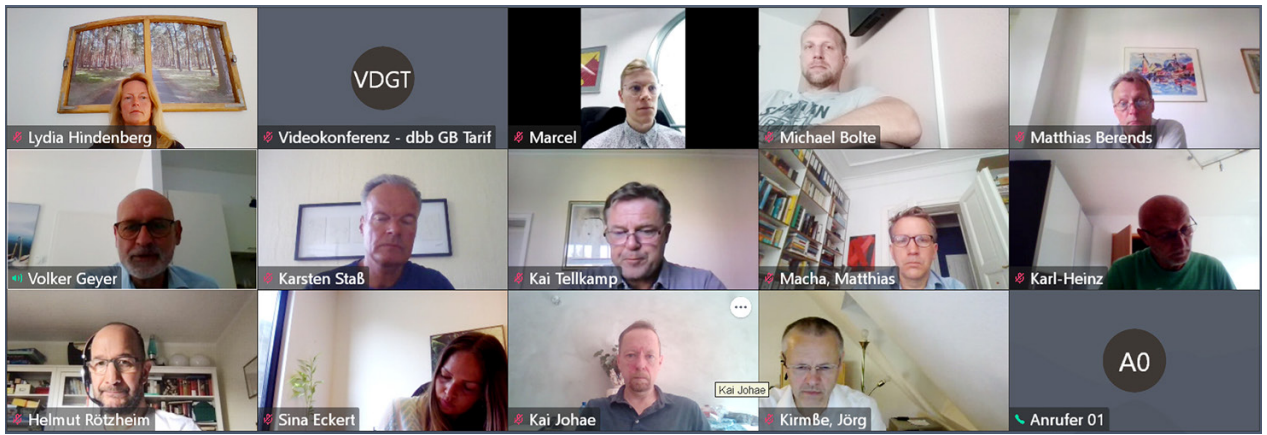 Lydia Hindenberg
VDGT
Videokonferenz - dbb GB Tarif
Marcel
Michael Bolte
Matthias Berends
Volker Geyer
Karsten Staß
Kai Tellkamp
Macha, Matthias
Karl-Heinz
Helmut Rötzheim
Sina Eckert
Kai Johae
Kai Johae
Kirmße, Jörg
A0
Anrufer 01